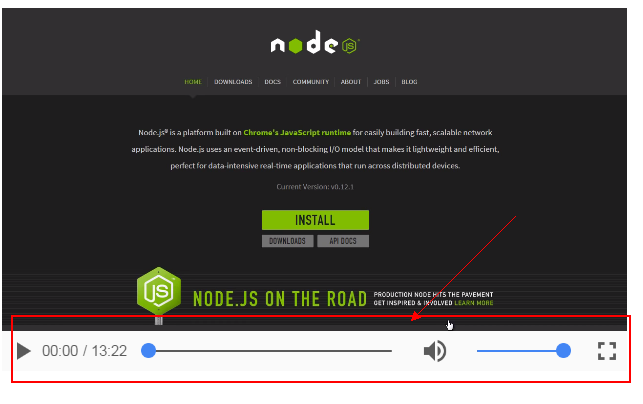 node JS
HOME DOWNLOADS DOCS COMMUNITY ABOUT JOBS BLOG
Node.js® is a platform built on Chrome's JavaScript runtime for easily building fast, scalable network
applications. Node.js uses an event-driven, non-blocking I/O model that makes it lightweight and efficient,
perfect for data-intensive real-time applications that run across distributed devices.
Current Version: v0.12.1
INSTALL
DOWNLOADS API DOCS
JS
NODE.JS ON THE ROAD
PRODUCTION NODE HITS THE PAVEMENT
GET INSPIRED & INVOLVED LEARN MORE
00:00 / 13:22